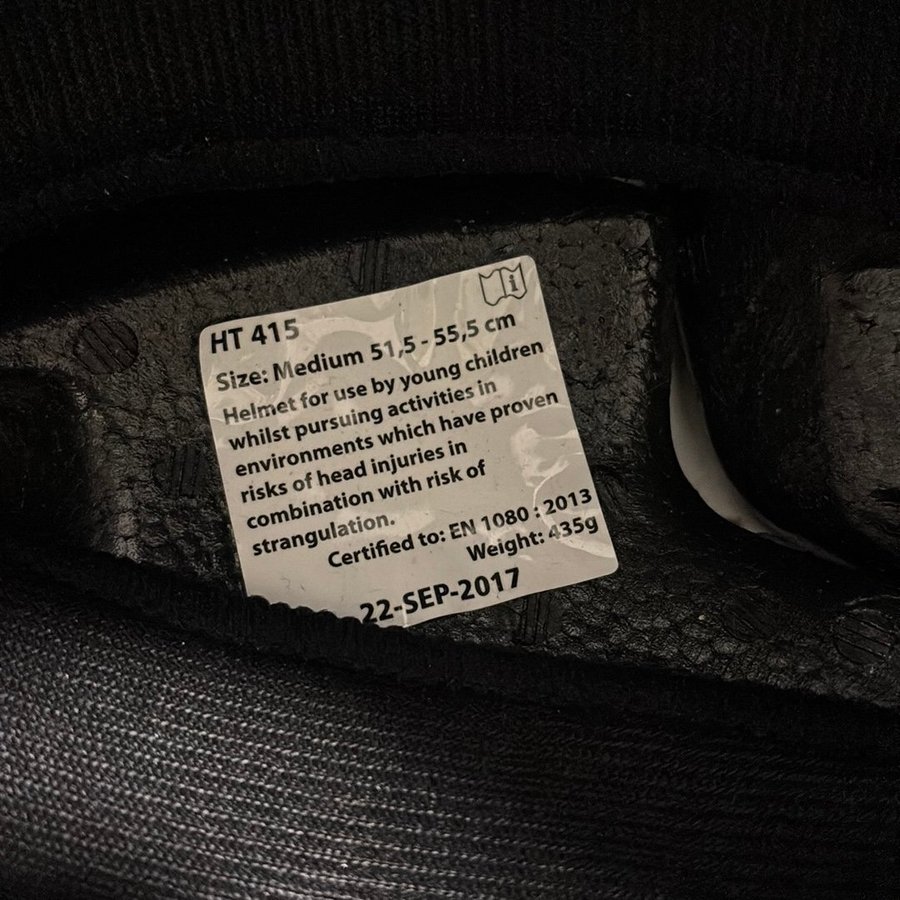 HT 415
i
Size: Medium 51,5 - 55,5 cm
Helmet for use by young children
whilst pursuing activities in
environments which have proven
risks of head injuries in
combination with risk of
strangulation.
Certified to: EN 1080 : 2013
Weight: 435g
22-SEP-2017